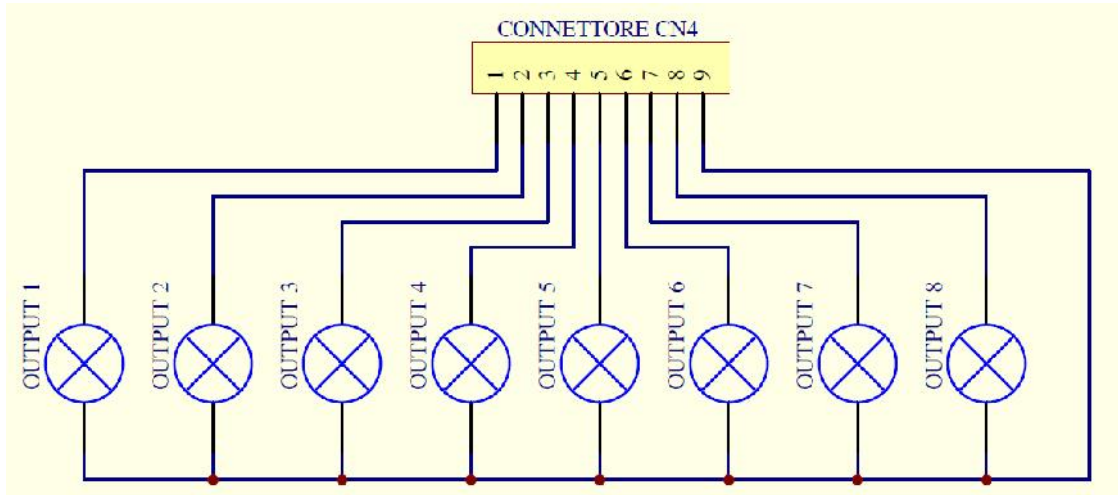 CONNETTORE CN4
1 2 3 4 5 6 7 8 9
OUTPUT 1
OUTPUT 2
OUTPUT 3
OUTPUT 4
OUTPUT 5
OUTPUT 6
OUTPUT 7
OUTPUT 8